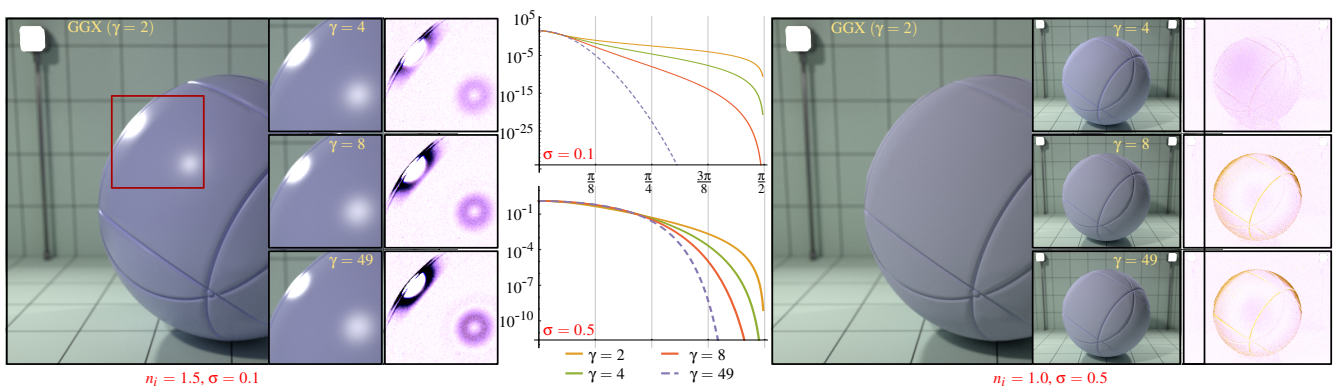 GGX (γ = 2)
γ = 4
γ = 8
γ = 49
n_i = 1.5, σ = 0.1
10^5
10^-5
10^-15
10^-25
σ = 0.1
π/8
π/4
3π/8
π/2
10^-1
10^-4
10^-7
10^-10
σ = 0.5
γ = 2
γ = 8
γ = 4
γ = 49
GGX (γ = 2)
γ = 4
γ = 8
γ = 49
n_i = 1.0, σ = 0.5